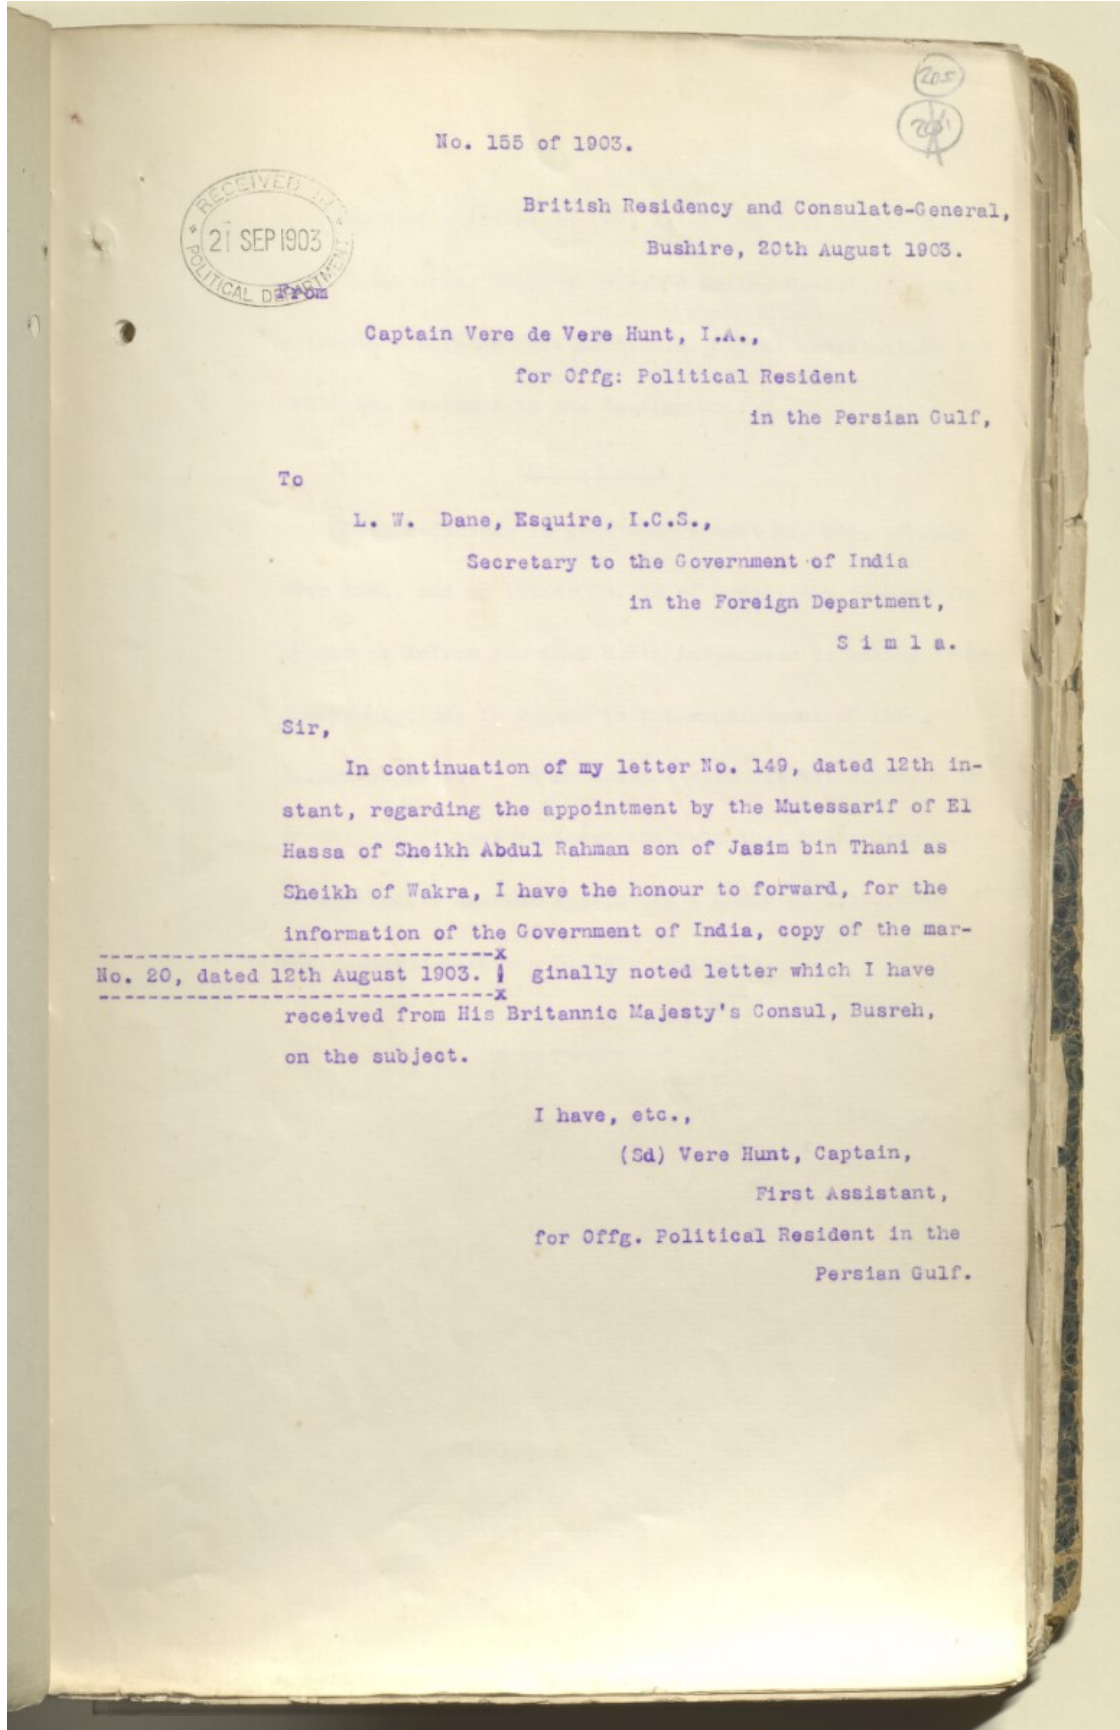 205
No. 155 of 1903.
British Residency and Consulate-General,
Bushire, 20th August 1903.
RECEIVED IN
21 SEP 1903
POLITICAL DEPARTMENT
From
Captain Vere de Vere Hunt, I.A.,
for Offg: Political Resident
in the Persian Gulf,
To
L. W. Dane, Esquire, I.C.S.,
Secretary to the Government of India
in the Foreign Department,
S i m l a.
Sir,
In continuation of my letter No. 149, dated 12th in-
stant, regarding the appointment by the Mutessarif of El
Hassa of Sheikh Abdul Rahman son of Jasim bin Thani as
Sheikh of Wakra, I have the honour to forward, for the
information of the Government of India, copy of the mar-
No. 20, dated 12th August 1903. ginally noted letter which I have
received from His Britannic Majesty's Consul, Busreh,
on the subject.
I have, etc.,
(Sd) Vere Hunt, Captain,
First Assistant,
for Offg. Political Resident in the
Persian Gulf.